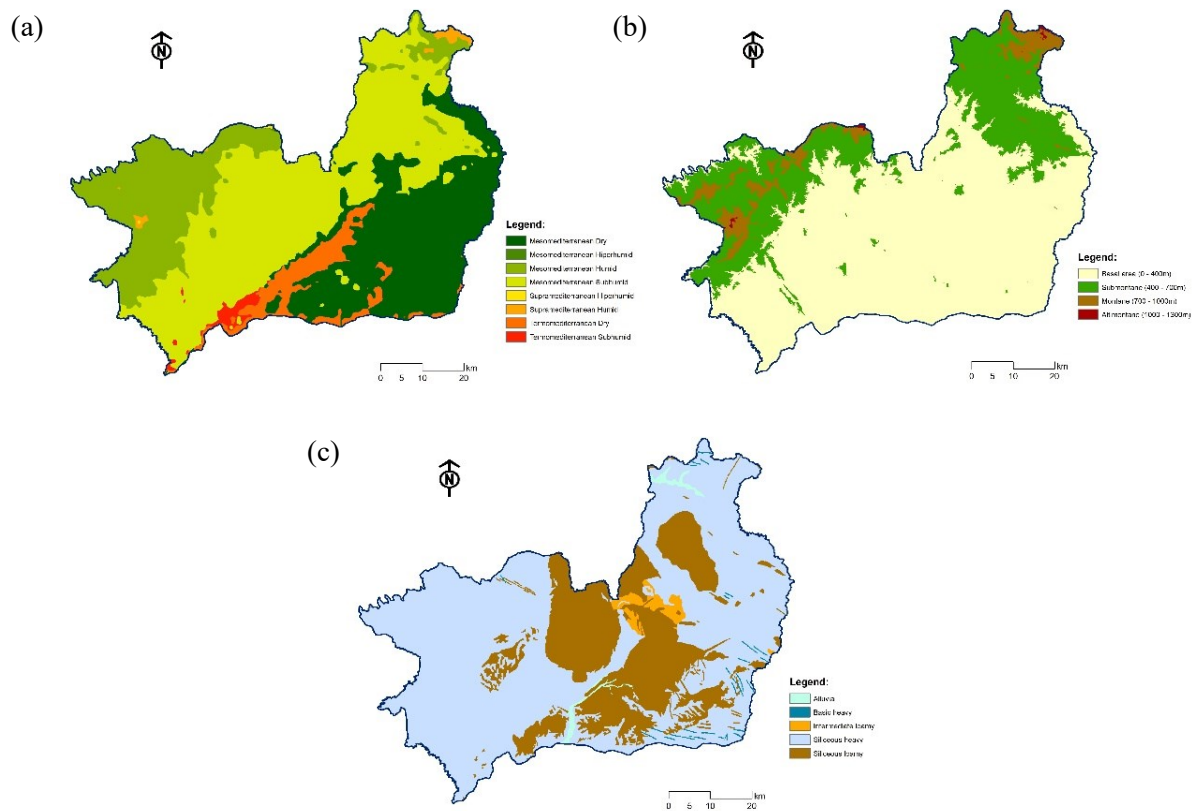 (a)
N
Legend:
Mesomediterranean Dry
Mesomediterranean Hiperhumid
Mesomediterranean Humid
Mesomediterranean Subhumid
Supramediterranean Hiperhumid
Supramediterranean Humid
Termomediterranean Dry
Termomediterranean Subhumid
km
0 5 10 20
(b)
N
Legend:
Basal area (0 - 400m)
Submontane (400 - 700m)
Montane (700 - 1000m)
Altimontane (1000 - 1300m)
km
0 5 10 20
(c)
N
Legend:
Alluvia
Basic heavy
Intermediate loamy
Siliceous heavy
Siliceous loamy
km
0 5 10 20